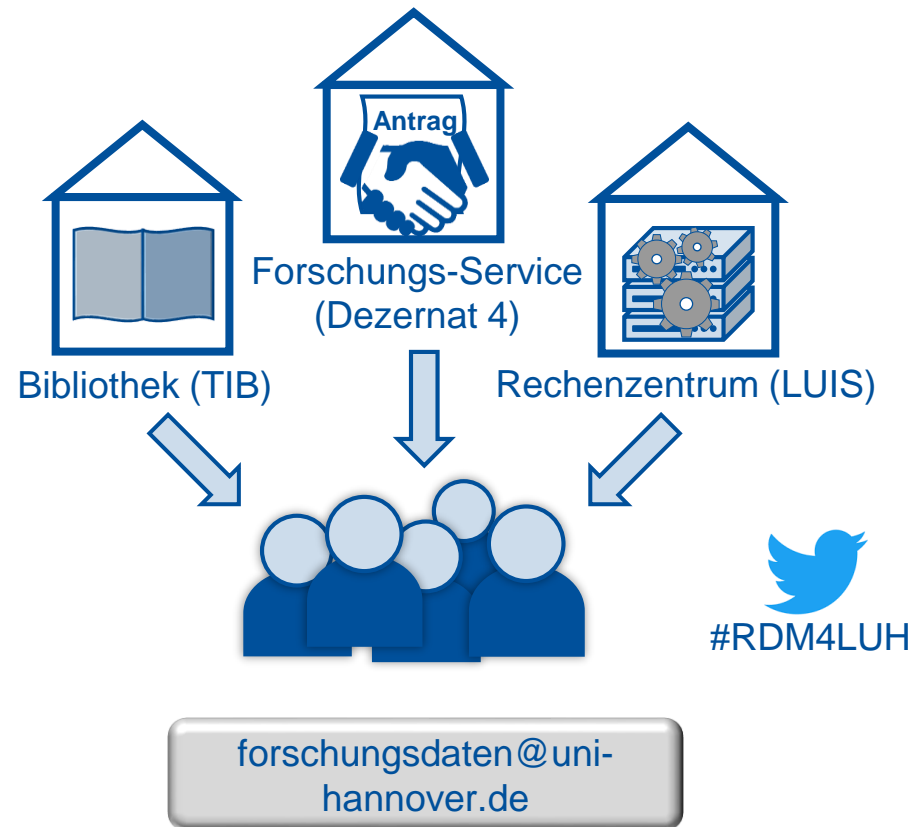 Antrag
Forschungs-Service
(Dezernat 4)
Bibliothek (TIB)
Rechenzentrum (LUIS)
#RDM4LUH
forschungsdaten@uni-
hannover.de